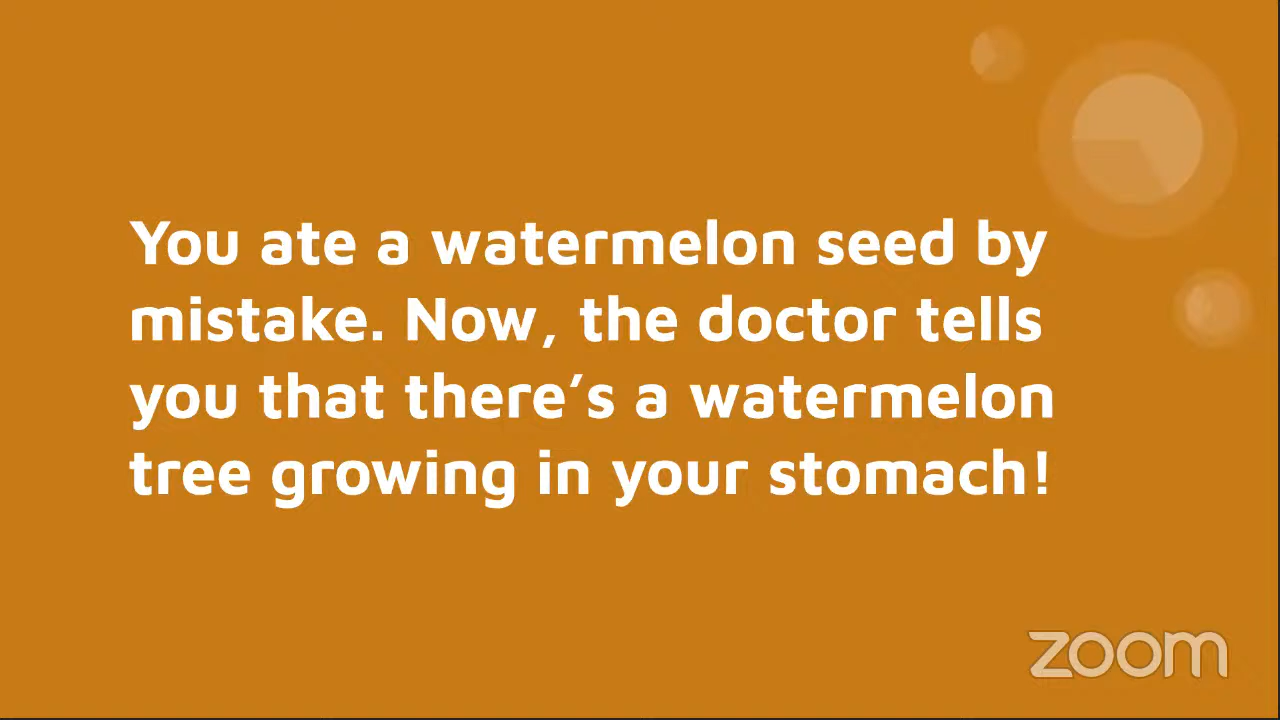 You ate a watermelon seed by
mistake. Now, the doctor tells
you that there’s a watermelon
tree growing in your stomach!
zoom